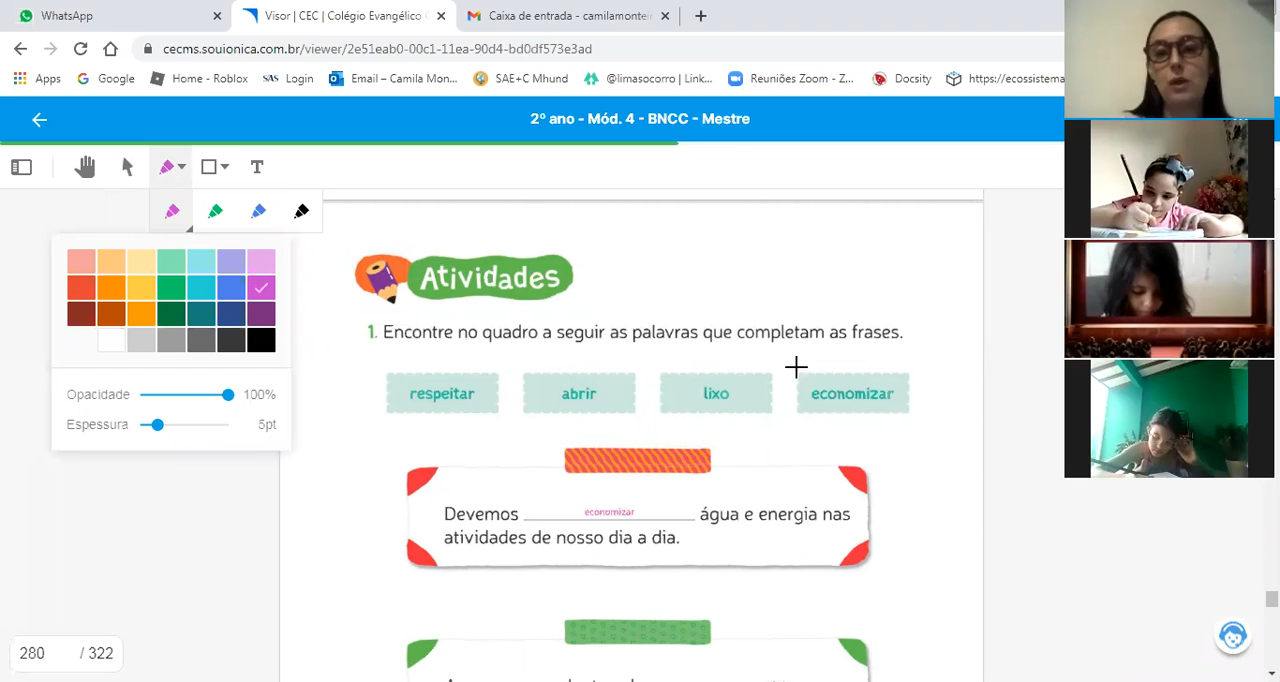 WhatsApp
Visor | CEC | Colégio Evangélico
Caixa de entrada - camilamonter
cecms.souionica.com.br/viewer/2e51eab0-00c1-11ea-90d4-bd0df573e3ad
Apps
Google
Home - Roblox
SAS Login
Email – Camila Mon...
SAE+C Mhund
@limasocorro | Link...
Reuniões Zoom - Z...
Docsity
https://ecossistema
2º ano - Mód. 4 - BNCC - Mestre
T
Opacidade 100%
Espessura 5pt
Atividades
1. Encontre no quadro a seguir as palavras que completam as frases.
respeitar abrir lixo economizar
Devemos economizar água e energia nas
atividades de nosso dia a dia.
280 / 322